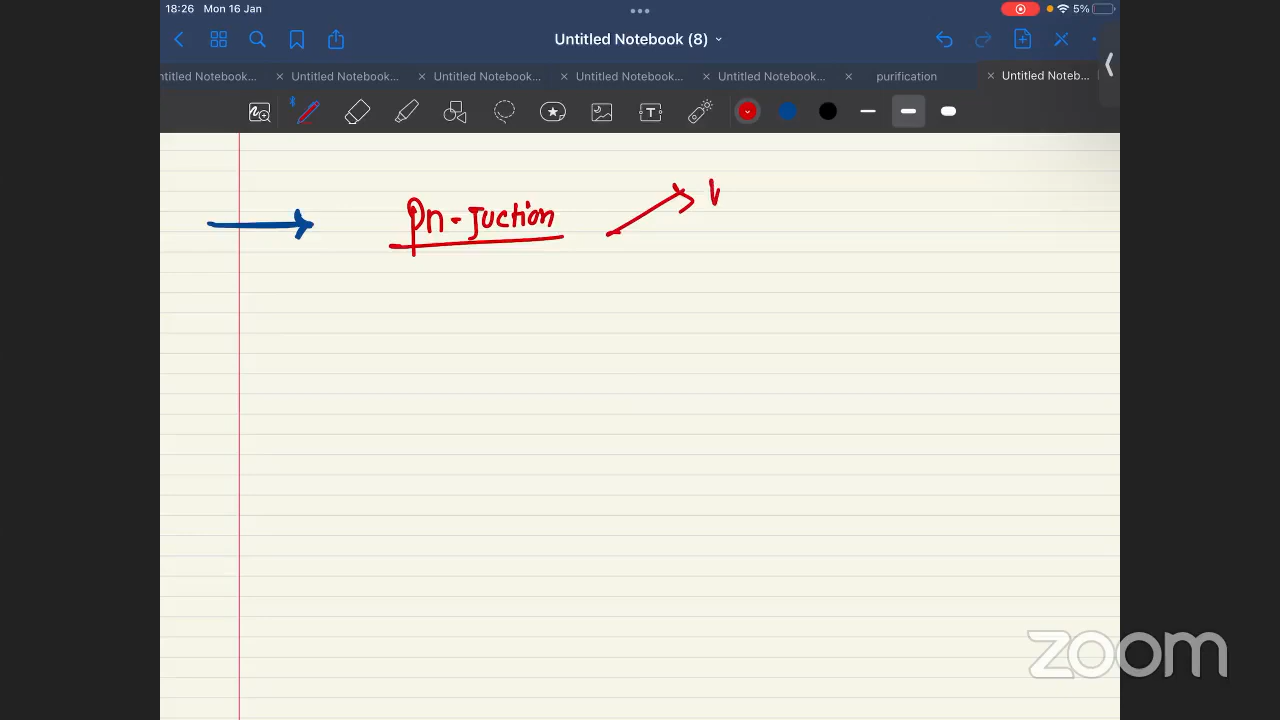 18:26 Mon 16 Jan
5%
Untitled Notebook (8)
ntitled Notebook...
Untitled Notebook...
Untitled Notebook...
Untitled Notebook...
Untitled Notebook...
purification
Untitled Noteb...
T
Pn - Juction
zoom